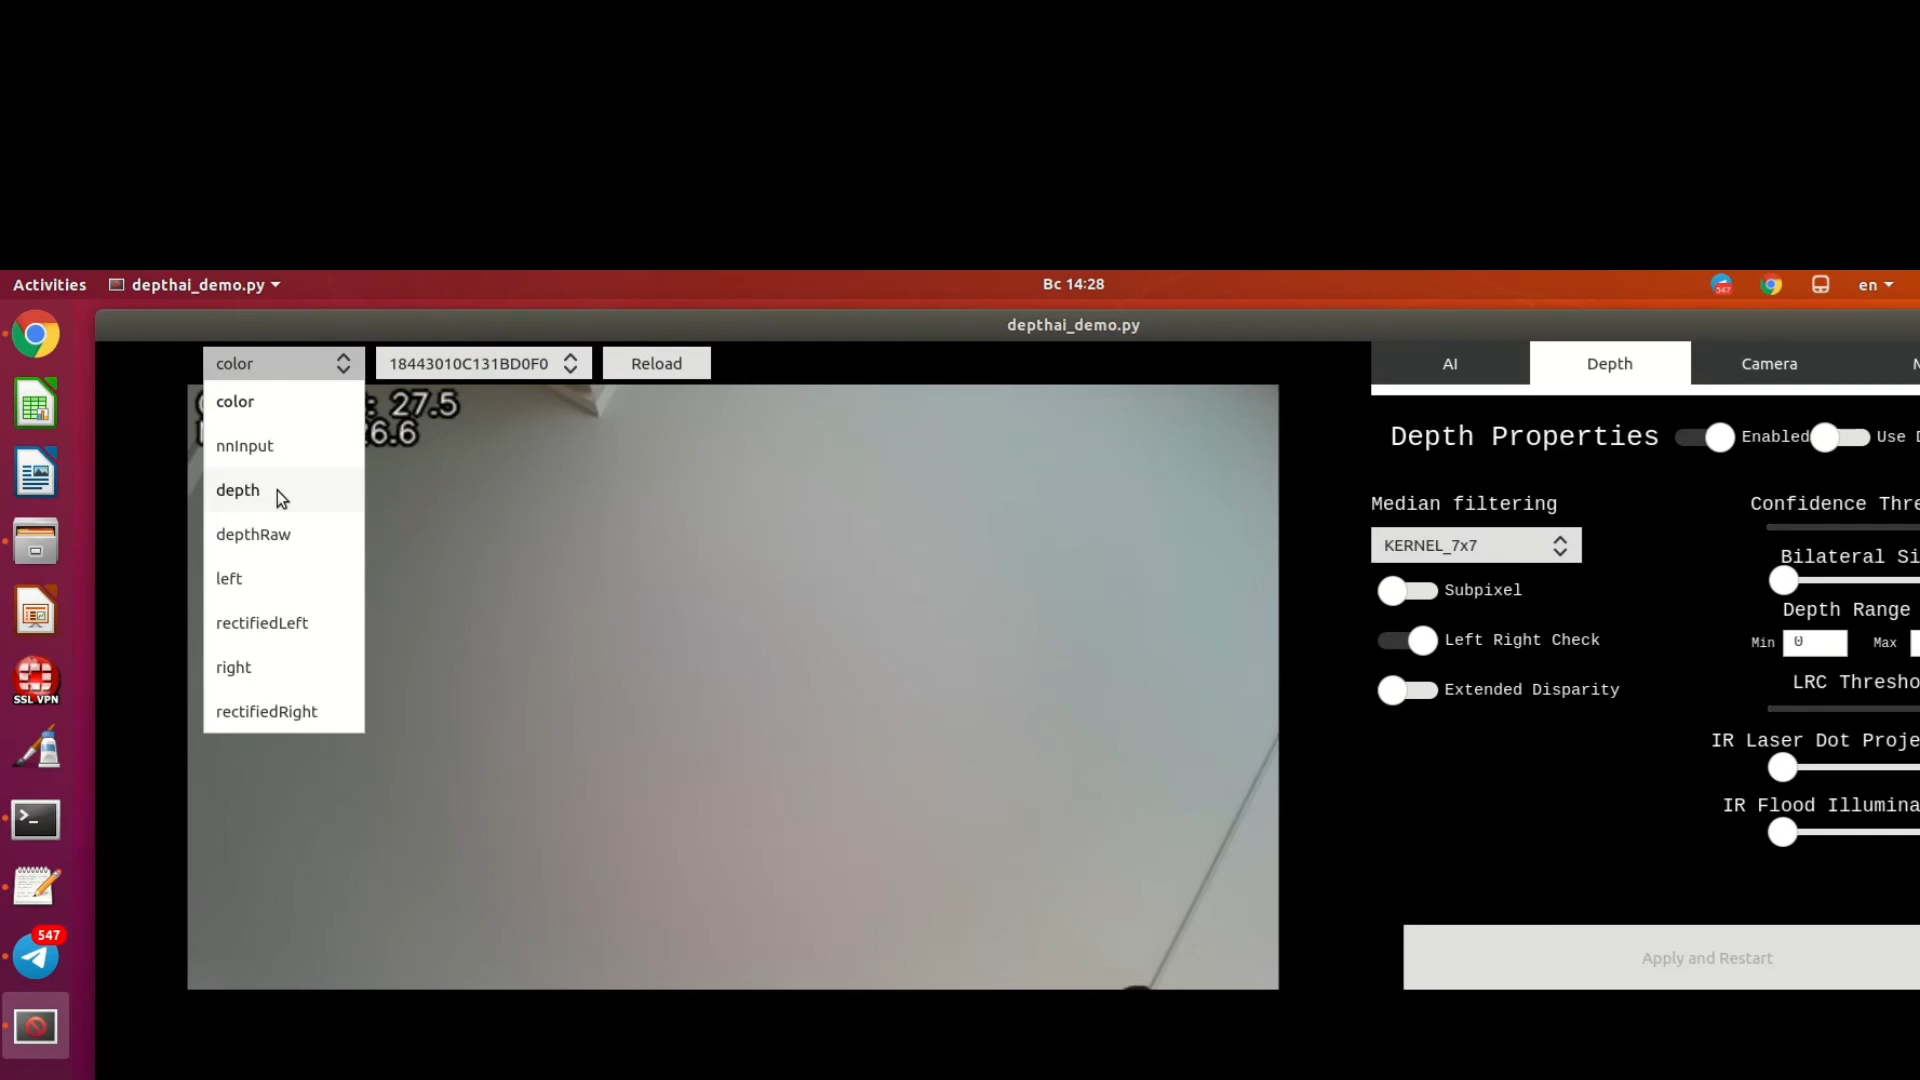 Activities
depthai_demo.py
Вс 14:28
547
en
depthai_demo.py
color
18443010C131BD0F0
Reload
AI
Depth
Camera
color
: 27.5
6.6
nnInput
depth
depthRaw
left
rectifiedLeft
right
rectifiedRight
Depth Properties
Enabled
Use
Median filtering
KERNEL_7x7
Subpixel
Left Right Check
Extended Disparity
Confidence Thre
Bilateral Si
Depth Range
Min 0 Max
LRC Thresho
IR Laser Dot Proje
IR Flood Illumina
Apply and Restart
SSL VPN
547